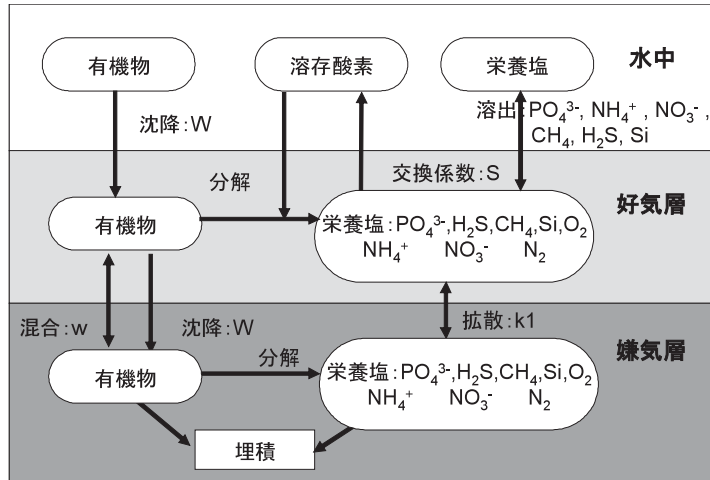 有機物
溶存酸素
栄養塩
水中
沈降:W
溶出:PO₄³⁻, NH₄⁺ , NO₃⁻ ,
CH₄, H₂S, Si
分解
交換係数:S
好気層
有機物
栄養塩:PO₄³⁻,H₂S,CH₄,Si,O₂
NH₄⁺ NO₃⁻ N₂
混合:w
沈降:W
拡散:k1
嫌気層
有機物
分解
栄養塩:PO₄³⁻,H₂S,CH₄,Si,O₂
NH₄⁺ NO₃⁻ N₂
埋積